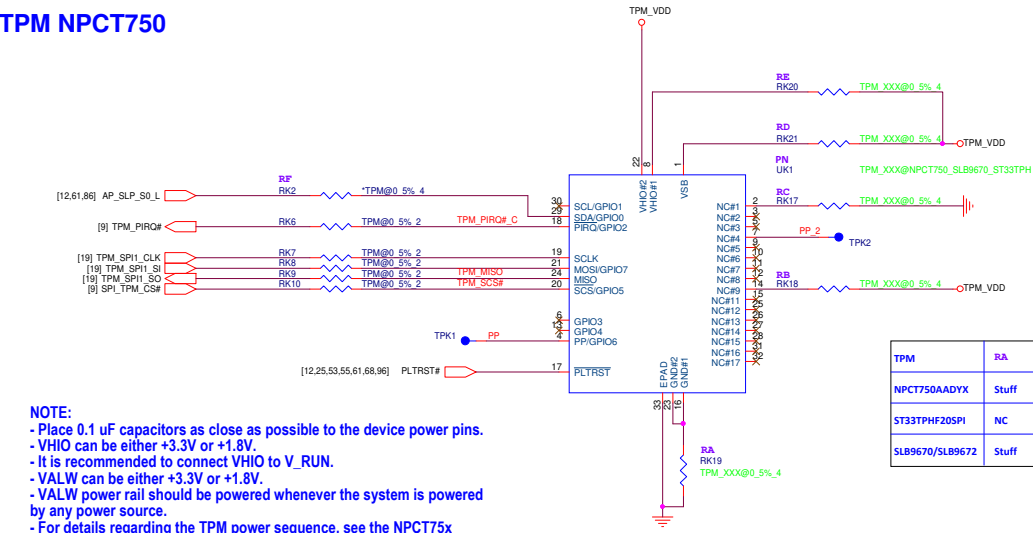 TPM NPCT750
TPM_VDD
RE
RK20
TPM_XXX@0_5%_4
RD
RK21
TPM_XXX@0_5%_4
TPM_VDD
PN
UK1
TPM_XXX@NPCT750_SLB9670_ST33TPH
22
8
1
VHIO#2
VHIO#1
VSB
RF
[12,61,86] AP_SLP_S0_L
RK2
*TPM@0_5%_4
30
SCL/GPIO1
29
SDA/GPIO0
[9] TPM_PIRQ#
RK6
TPM@0_5%_2
TPM_PIRQ#_C
18
PIRQ/GPIO2
[19] TPM_SPI1_CLK
RK7
TPM@0_5%_2
19
SCLK
[19] TPM_SPI1_SI
RK8
TPM@0_5%_2
21
MOSI/GPIO7
[19] TPM_SPI1_SO
RK9
TPM@0_5%_2
TPM_MISO
24
MISO
[9] SPI_TPM_CS#
RK10
TPM@0_5%_2
TPM_SCS#
20
SCS/GPIO5
6
GPIO3
13
GPIO4
TPK1
PP
4
PP/GPIO6
[12,25,53,55,61,68,96] PLTRST#
17
PLTRST
NC#1
2
RC
RK17
TPM_XXX@0_5%_4
NC#2
3
NC#3
5
NC#4
7
PP_2
TPK2
NC#5
9
NC#6
10
NC#7
11
NC#8
12
NC#9
14
RB
RK18
TPM_XXX@0_5%_4
TPM_VDD
NC#11
15
NC#12
25
NC#13
26
NC#14
27
NC#15
28
NC#16
31
NC#17
32
EPAD
GND#2
GND#1
33
23
16
RA
RK19
TPM_XXX@0_5%_4
TPM RA
NPCT750AADYX Stuff
ST33TPHF20SPI NC
SLB9670/SLB9672 Stuff
NOTE:
- Place 0.1 uF capacitors as close as possible to the device power pins.
- VHIO can be either +3.3V or +1.8V.
- It is recommended to connect VHIO to V_RUN.
- VALW can be either +3.3V or +1.8V.
- VALW power rail should be powered whenever the system is powered
by any power source.
- For details regarding the TPM power sequence, see the NPCT75x